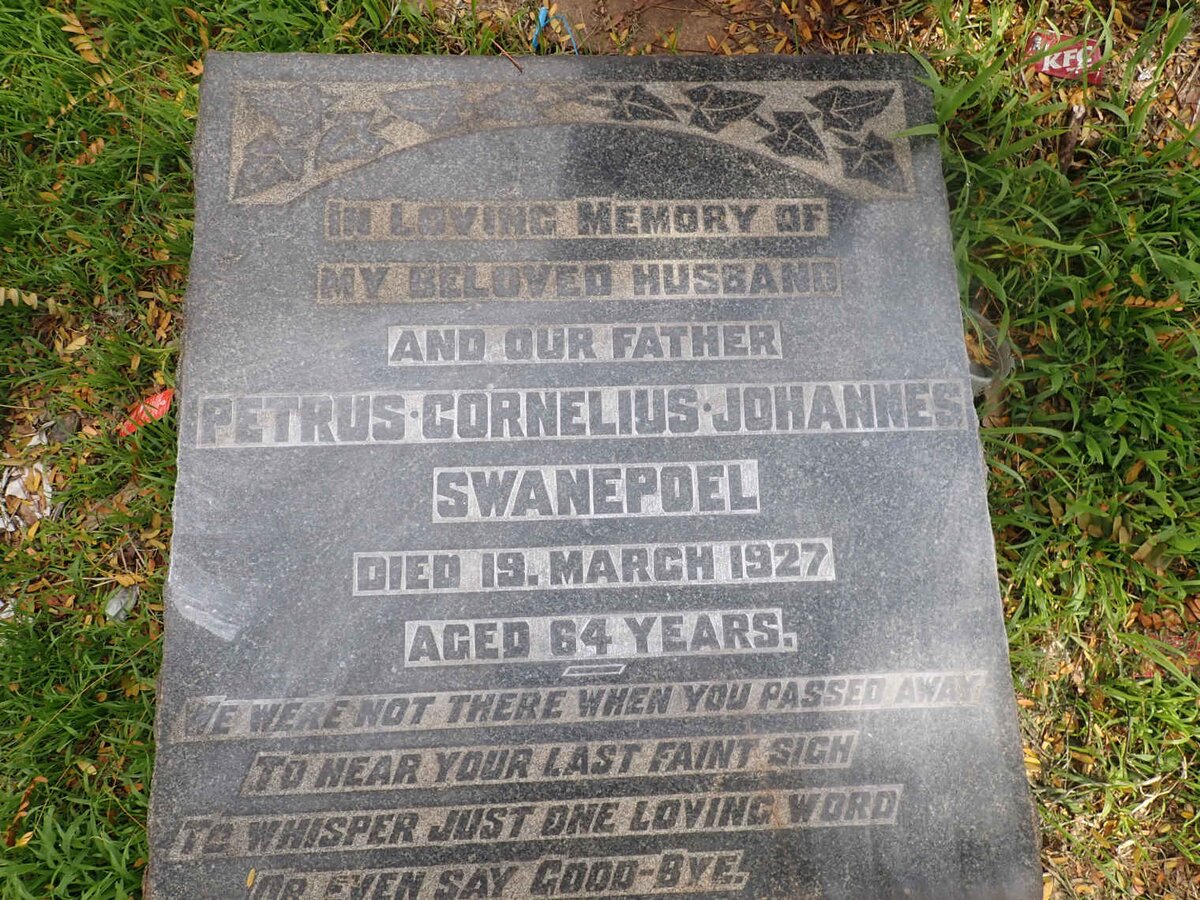 IN LOVING MEMORY OF
MY BELOVED HUSBAND
AND OUR FATHER
PETRUS·CORNELIUS·JOHANNES
SWANEPOEL
DIED 19. MARCH 1927
AGED 64 YEARS.
WE WERE NOT THERE WHEN YOU PASSED AWAY
TO NEAR YOUR LAST FAINT SIGH
TO WHISPER JUST ONE LOVING WORD
OR EVEN SAY GOOD-BYE.
KFC